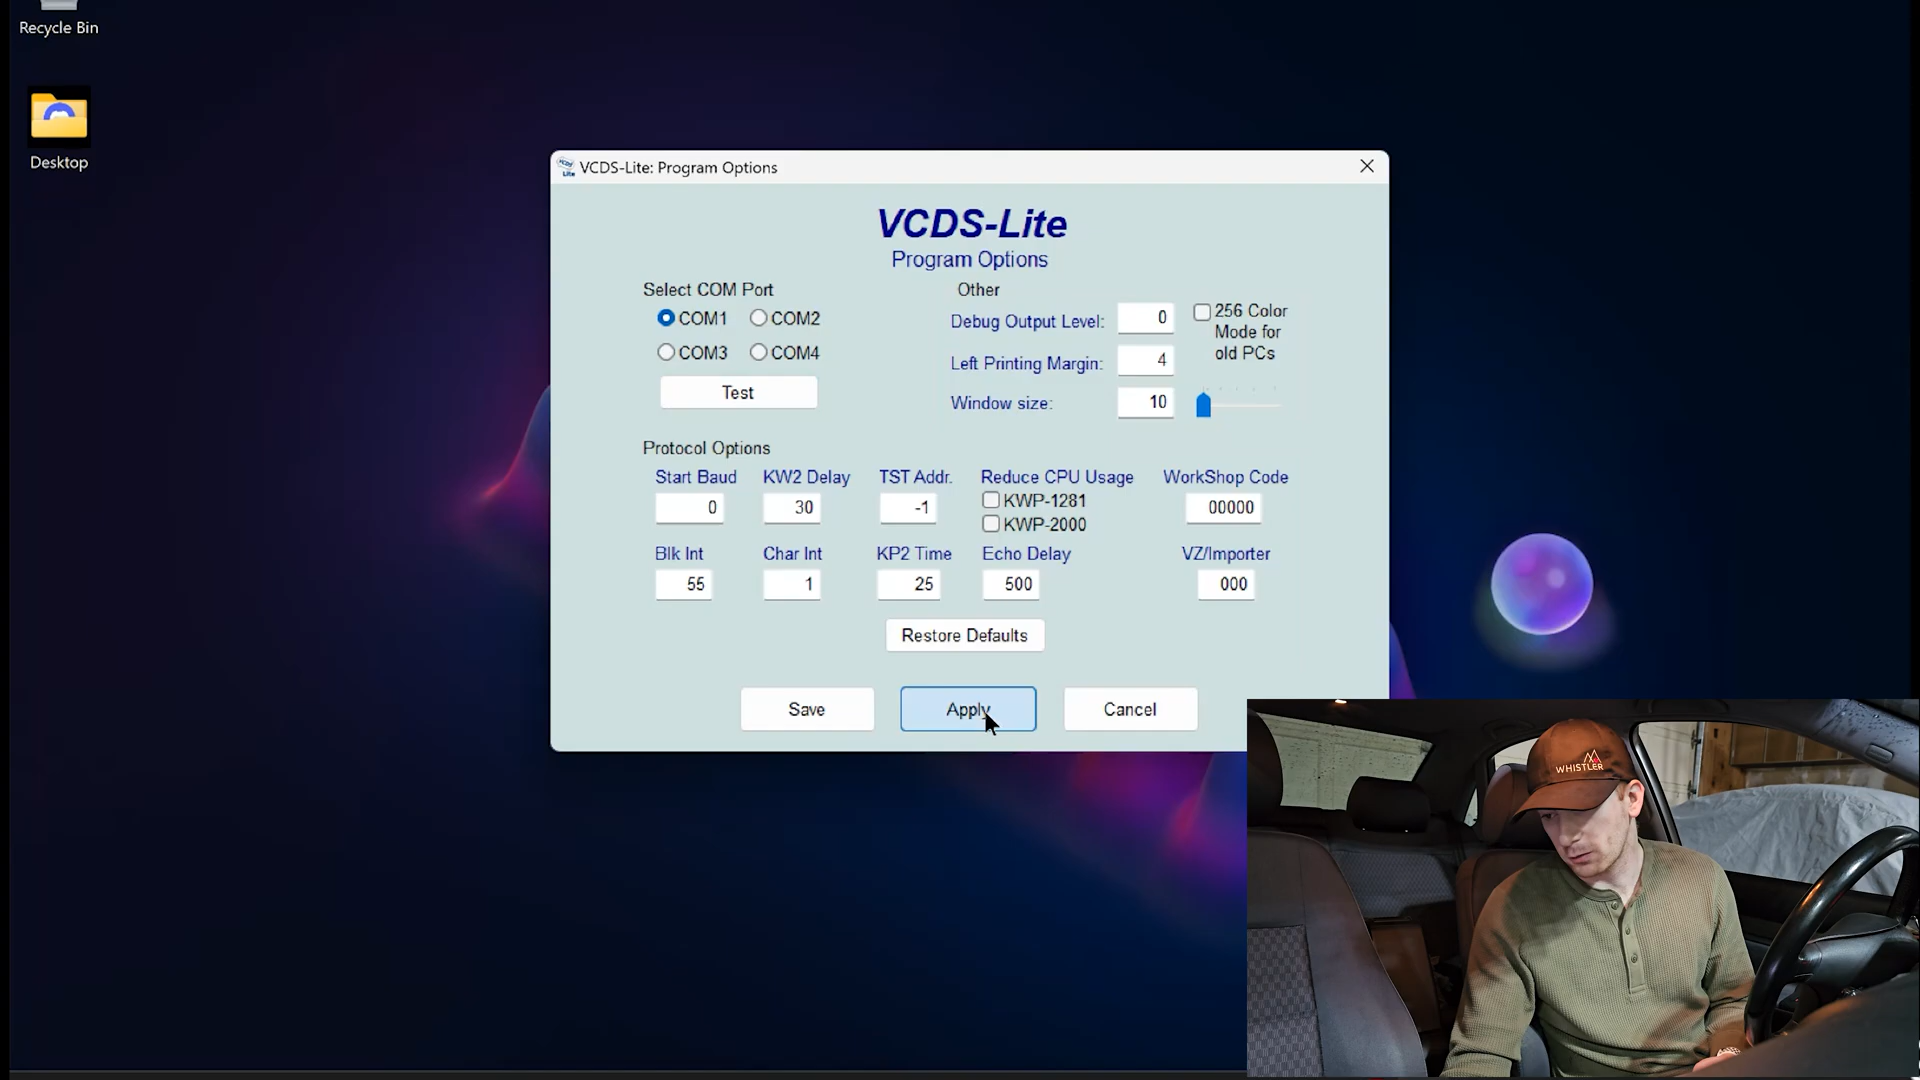 Recycle Bin
Desktop
VCDS-Lite: Program Options
VCDS-Lite
Program Options
Select COM Port
COM1
COM2
COM3
COM4
Test
Other
Debug Output Level:
0
Left Printing Margin:
4
Window size:
10
256 Color
Mode for
old PCs
Protocol Options
Start Baud
KW2 Delay
TST Addr.
Reduce CPU Usage
WorkShop Code
0
30
-1
KWP-1281
KWP-2000
00000
Blk Int
Char Int
KP2 Time
Echo Delay
VZ/Importer
55
1
25
500
000
Restore Defaults
Save
Apply
Cancel
WHISTLER